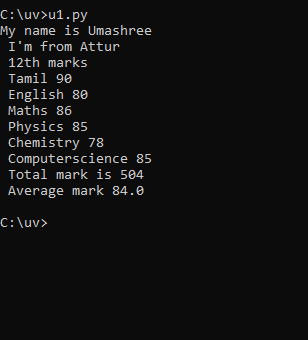 C:\uv>u1.py
My name is Umashree
I'm from Attur
12th marks
Tamil 90
English 80
Maths 86
Physics 85
Chemistry 78
Computerscience 85
Total mark is 504
Average mark 84.0
C:\uv>